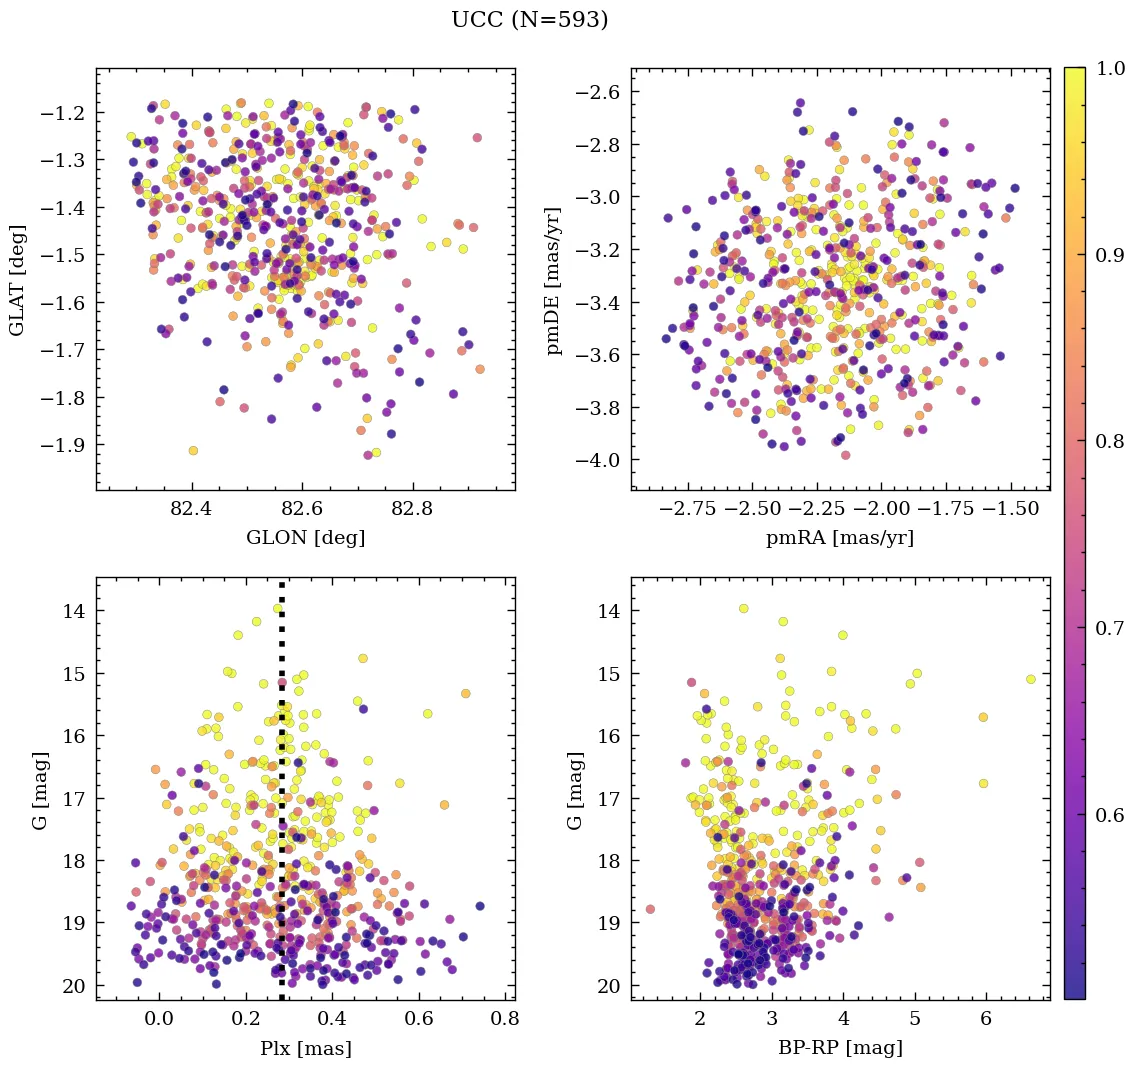 UCC (N=593)
−1.2
−1.3
−1.4
−1.5
−1.6
−1.7
−1.8
−1.9
GLAT [deg]
82.4 82.6 82.8
GLON [deg]
−2.6
−2.8
−3.0
−3.2
−3.4
−3.6
−3.8
−4.0
pmDE [mas/yr]
−2.75 −2.50 −2.25 −2.00 −1.75 −1.50
pmRA [mas/yr]
1.0
0.9
0.8
0.7
0.6
14
15
16
17
18
19
20
G [mag]
0.0 0.2 0.4 0.6 0.8
Plx [mas]
14
15
16
17
18
19
20
G [mag]
2 3 4 5 6
BP-RP [mag]